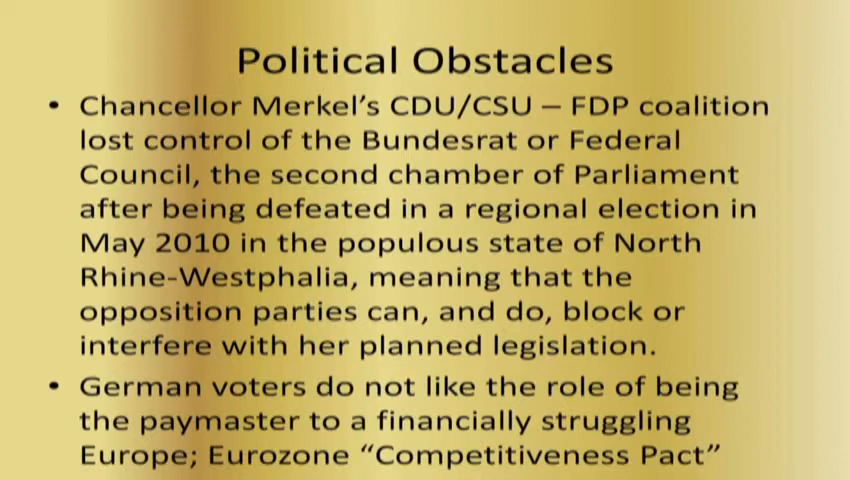 Political Obstacles
• Chancellor Merkel's CDU/CSU – FDP coalition
lost control of the Bundesrat or Federal
Council, the second chamber of Parliament
after being defeated in a regional election in
May 2010 in the populous state of North
Rhine-Westphalia, meaning that the
opposition parties can, and do, block or
interfere with her planned legislation.
• German voters do not like the role of being
the paymaster to a financially struggling
Europe; Eurozone “Competitiveness Pact”